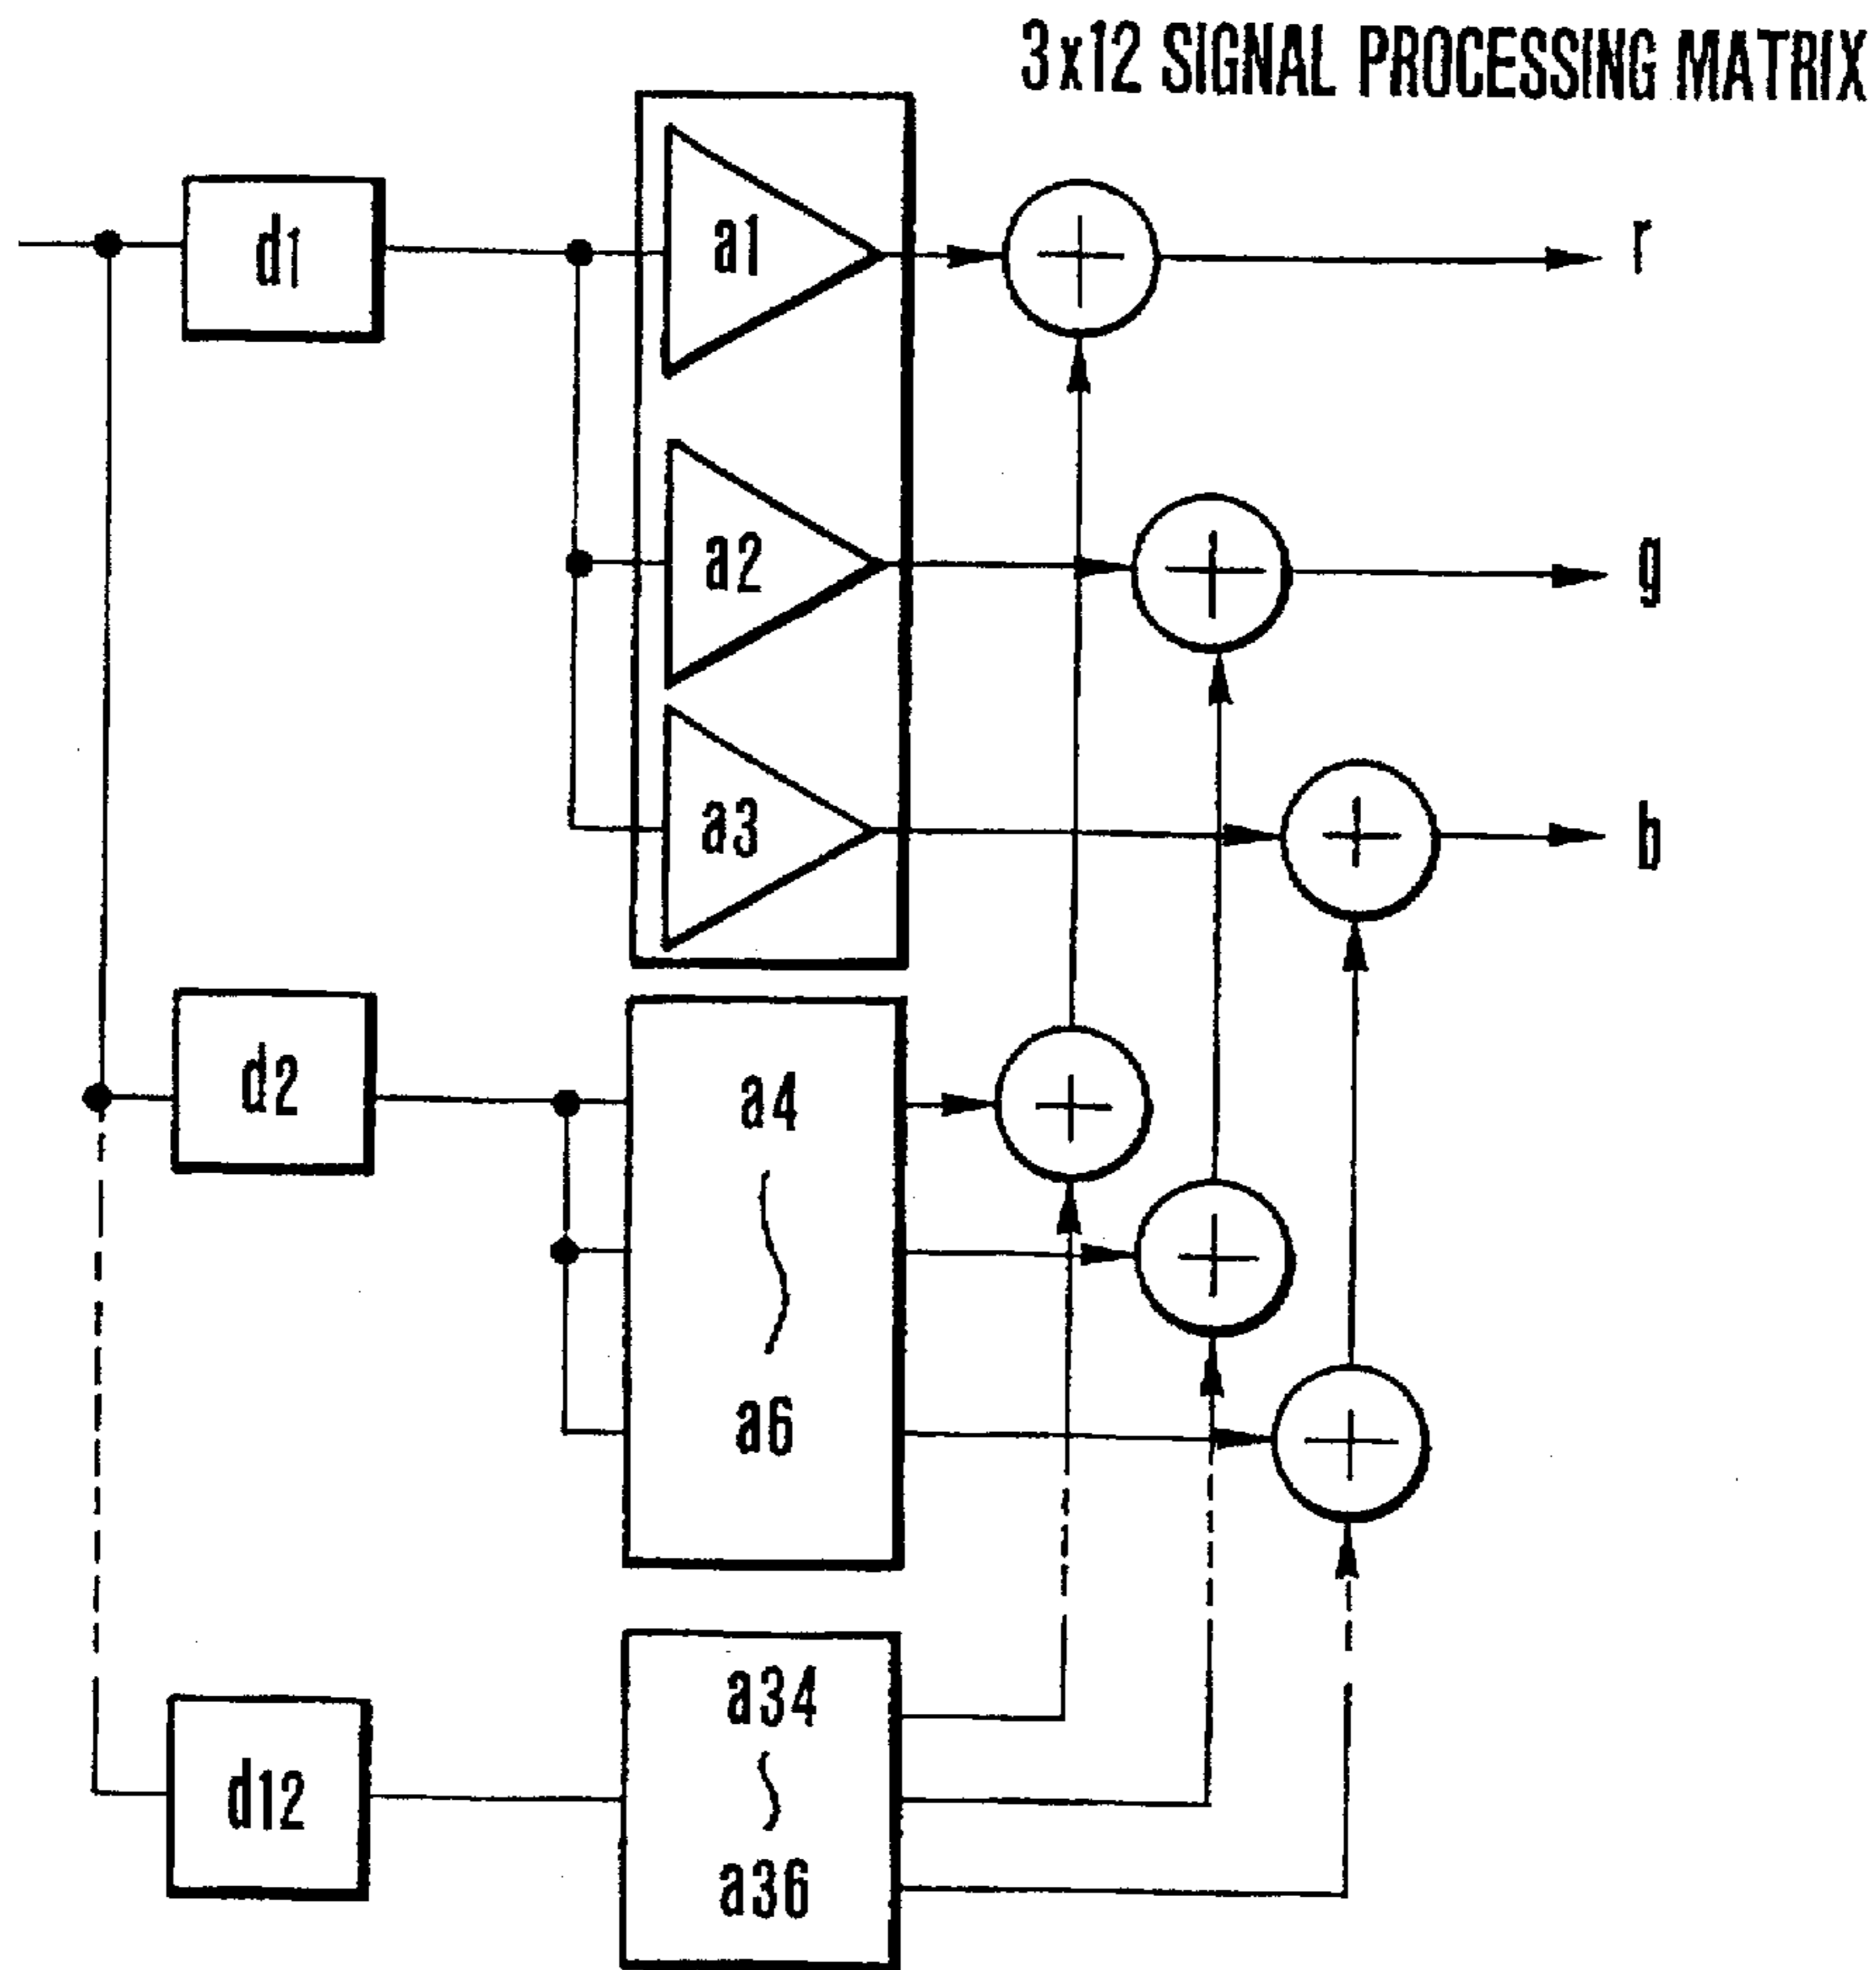 3x12 SIGNAL PROCESSING MATRIX
d1
a1
r
a2
g
a3
b
d2
a4
a6
a34
d12
a36